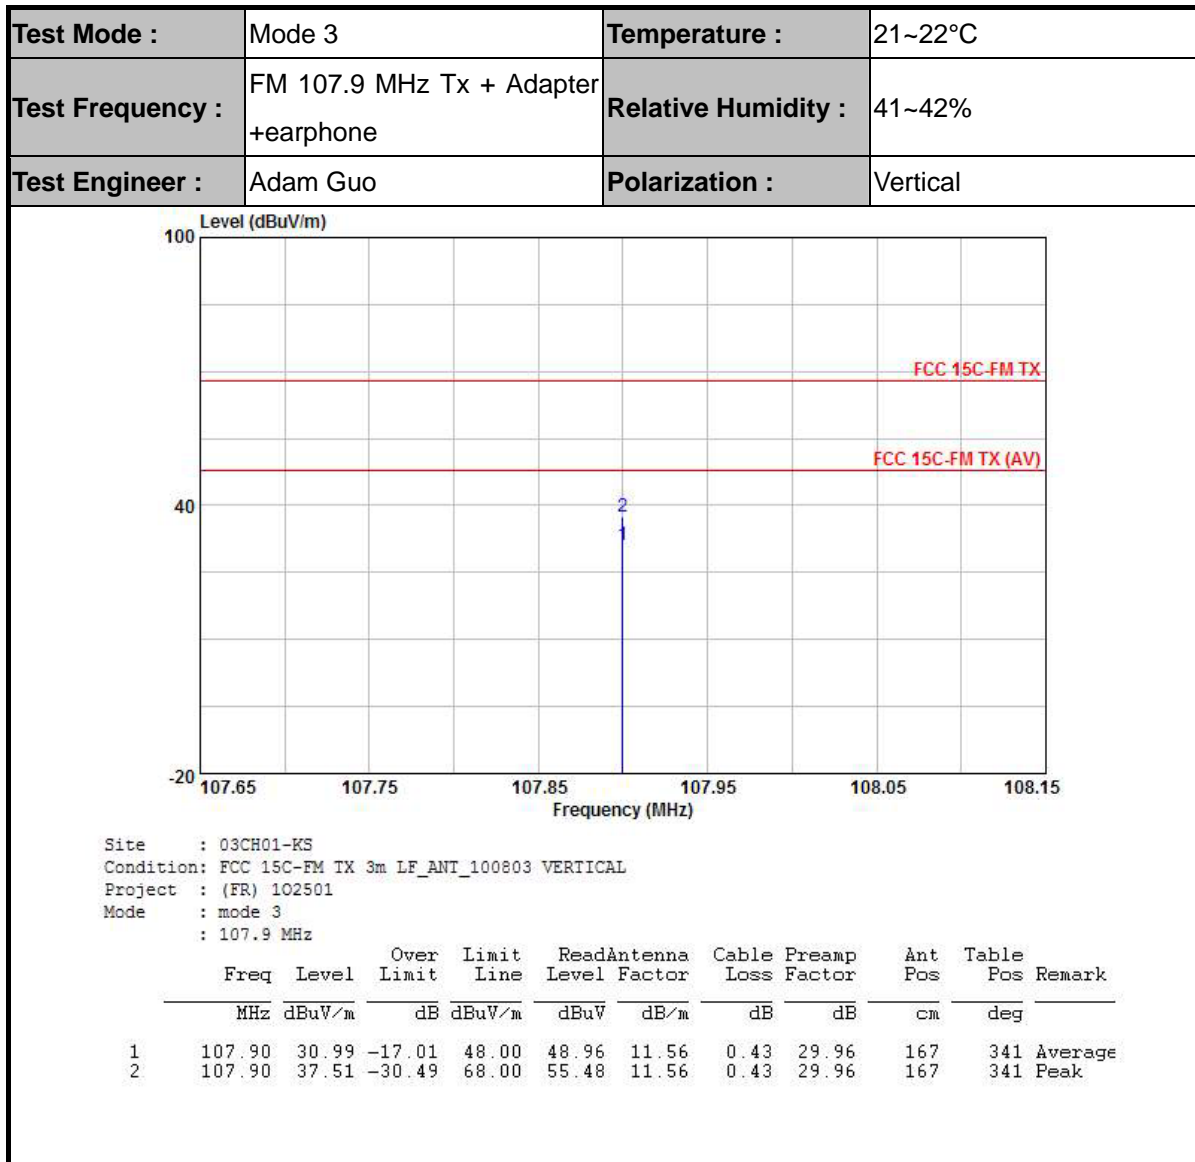 Test Mode : Mode 3 Temperature : 21~22°C
Test Frequency : FM 107.9 MHz Tx + Adapter +earphone Relative Humidity : 41~42%
Test Engineer : Adam Guo Polarization : Vertical
Level (dBuV/m)
100
FCC 15C-FM TX
FCC 15C-FM TX (AV)
40
2
1
-20
107.65 107.75 107.85 107.95 108.05 108.15
Frequency (MHz)
Site : 03CH01-KS
Condition: FCC 15C-FM TX 3m LF_ANT_100803 VERTICAL
Project : (FR) 102501
Mode : mode 3
: 107.9 MHz
Over Limit ReadAntenna Cable Preamp Ant Table
Freq Level Limit Line Level Factor Loss Factor Pos Pos Remark
MHz dBuV/m dB dBuV/m dBuV dB/m dB dB cm deg
1 107.90 30.99 -17.01 48.00 48.96 11.56 0.43 29.96 167 341 Average
2 107.90 37.51 -30.49 68.00 55.48 11.56 0.43 29.96 167 341 Peak